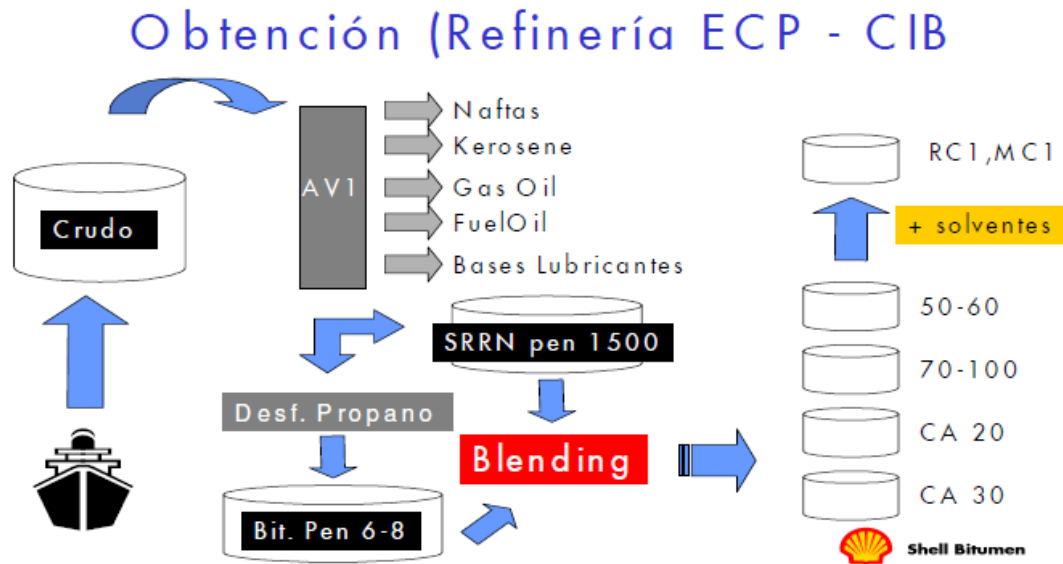 Obtención (Refinería ECP - CIB
Crudo
AV1
Naftas
Kerosene
Gas Oil
FuelOil
Bases Lubricantes
SRRN pen 1500
Desf. Propano
Blending
Bit. Pen 6-8
RC1,MC1
+ solventes
50-60
70-100
CA 20
CA 30
Shell Bitumen